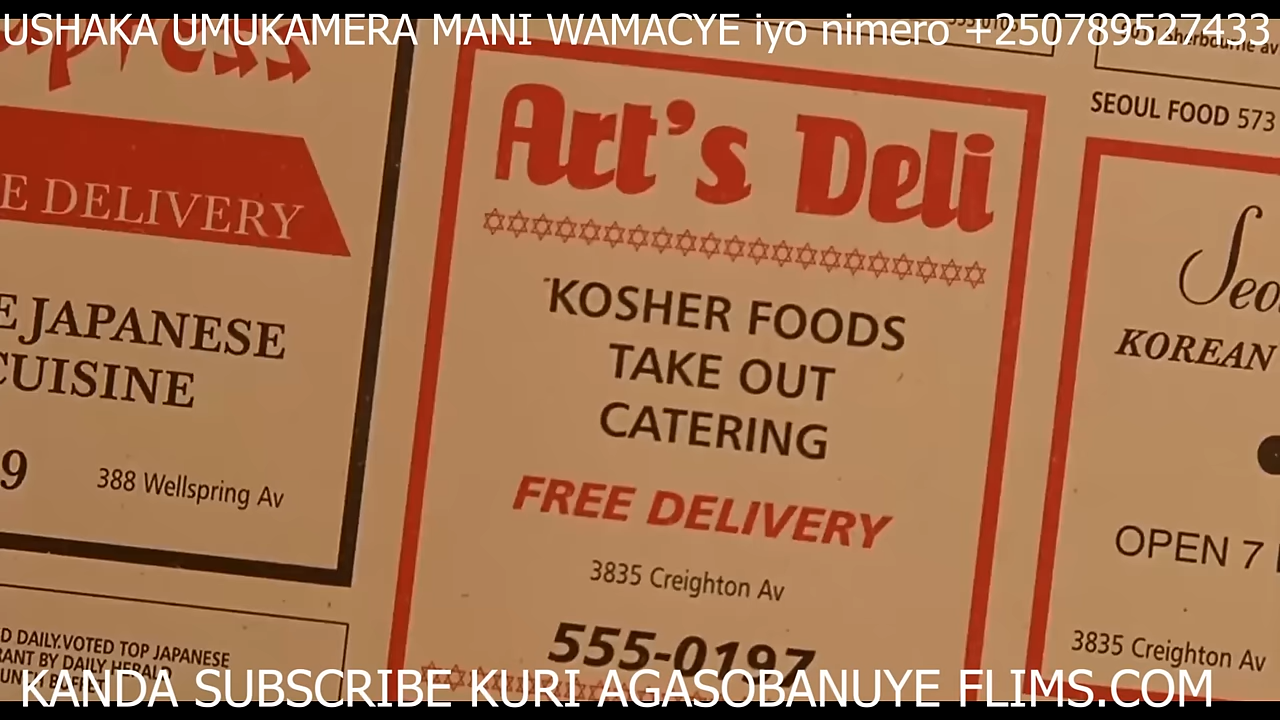 USHAKA UMUKAMERA MANI WAMACYE iyo nimero +250789527433
E DELIVERY
E JAPANESE
CUISINE
9
388 Wellspring Av
D DAILY. VOTED TOP JAPANESE
RANT BY DAILY HERALD
Art's Deli
KOSHER FOODS
TAKE OUT
CATERING
FREE DELIVERY
3835 Creighton Av
555-0197
SEOUL FOOD 573
Seo
KOREAN
OPEN 7
3835 Creighton Av
KANDA SUBSCRIBE KURI AGASOBANUYE FLIMS.COM